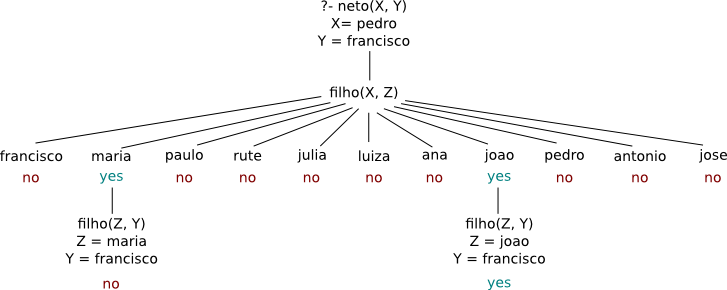 ?- neto(X, Y)
X= pedro
Y = francisco
filho(X, Z)
francisco maria paulo rute julia luiza ana joao pedro antonio jose
no yes no no no no no yes no no no
filho(Z, Y) filho(Z, Y)
Z = maria Z = joao
Y = francisco Y = francisco
no yes